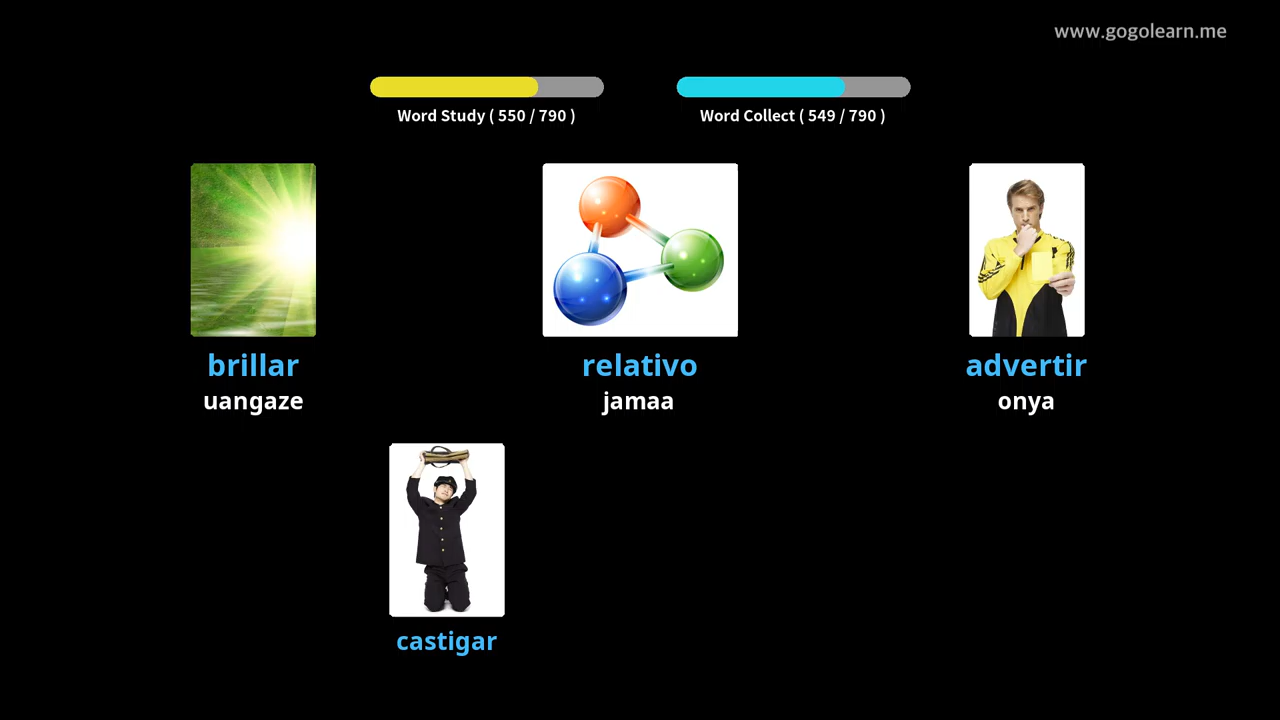 www.gogolearn.me
Word Study ( 550 / 790 )
Word Collect ( 549 / 790 )
brillar
uangaze
relativo
jamaa
advertir
onya
castigar